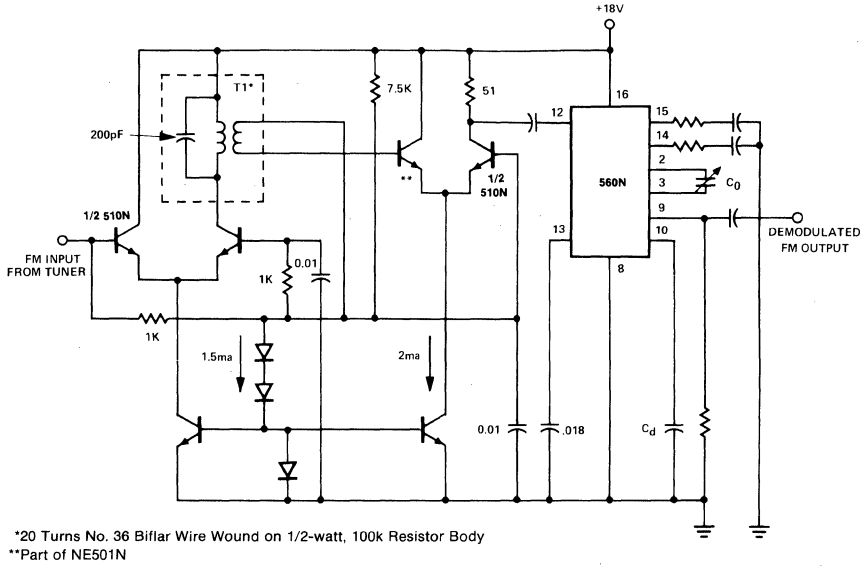 +18V
T1*
7.5K
51
12
16
15
14
2
3
9
10
13
8
560N
C0
200pF
**
1/2
510N
1/2 510N
FM INPUT
FROM TUNER
DEMODULATED
FM OUTPUT
0.01
1K
1K
1.5ma
2ma
0.01
.018
Cd
*20 Turns No. 36 Biflar Wire Wound on 1/2-watt, 100k Resistor Body
**Part of NE501N